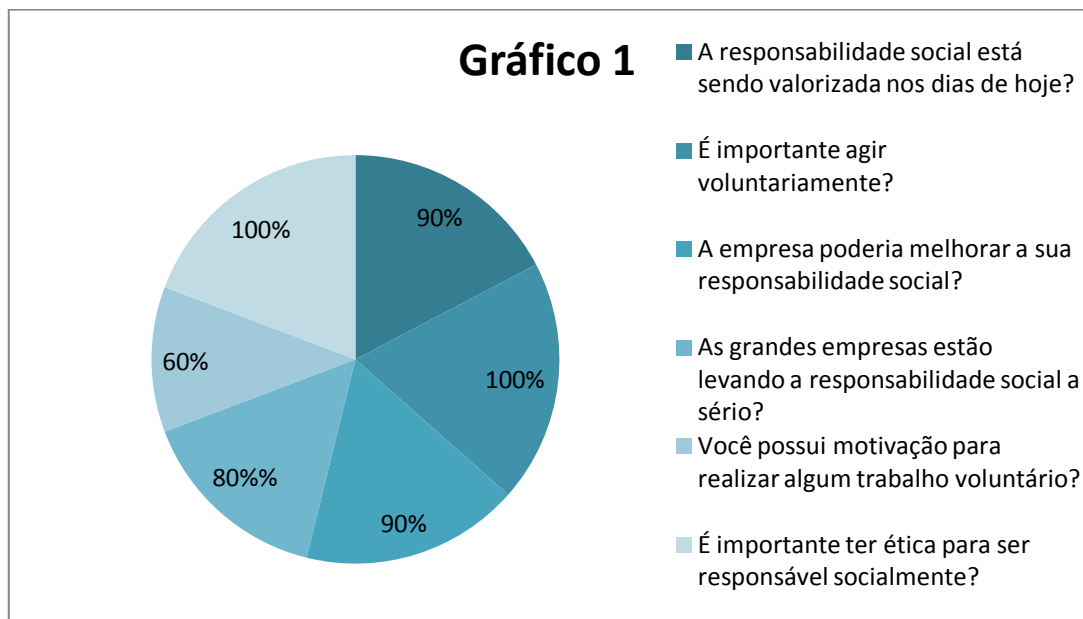 Gráfico 1
A responsabilidade social está
sendo valorizada nos dias de hoje?
É importante agir
voluntariamente?
A empresa poderia melhorar a sua
responsabilidade social?
As grandes empresas estão
levando a responsabilidade social a
sério?
Você possui motivação para
realizar algum trabalho voluntário?
É importante ter ética para ser
responsável socialmente?
90%
100%
90%
80%%
60%
100%